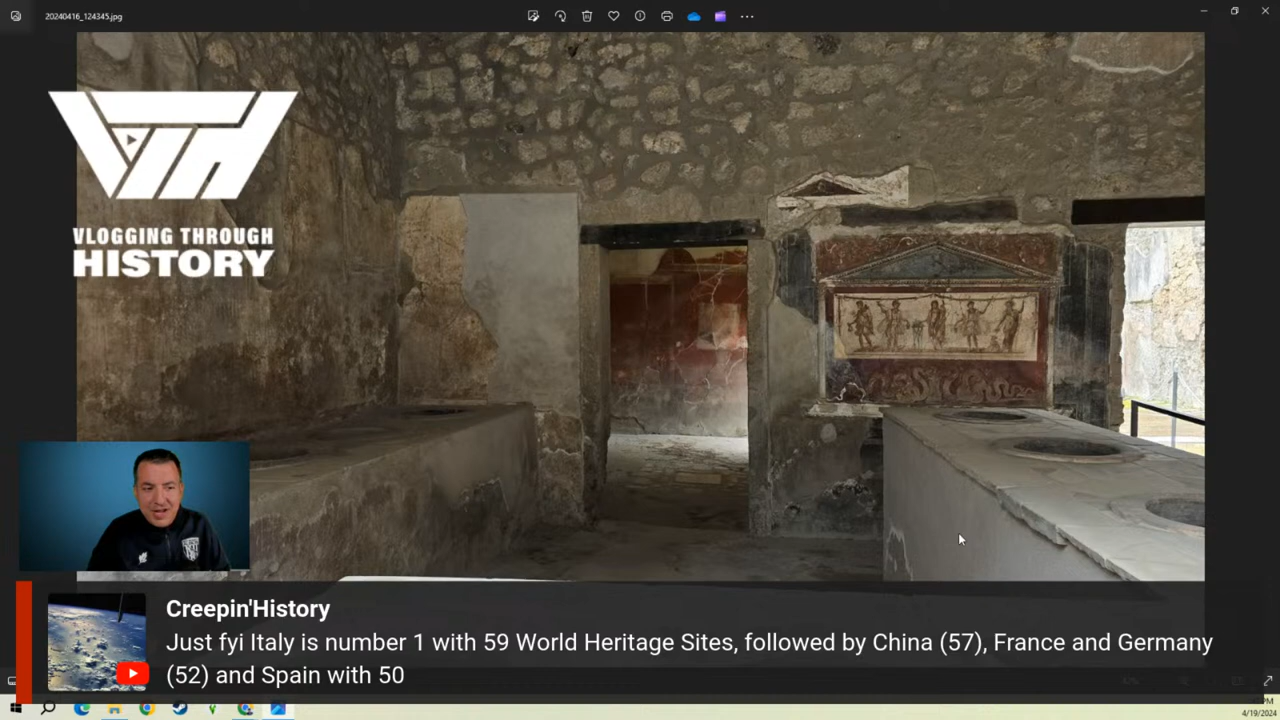 20240416_124345.jpg
VTH
VLOGGING THROUGH
HISTORY
Creepin'History
Just fyi Italy is number 1 with 59 World Heritage Sites, followed by China (57), France and Germany
(52) and Spain with 50
4/19/2024